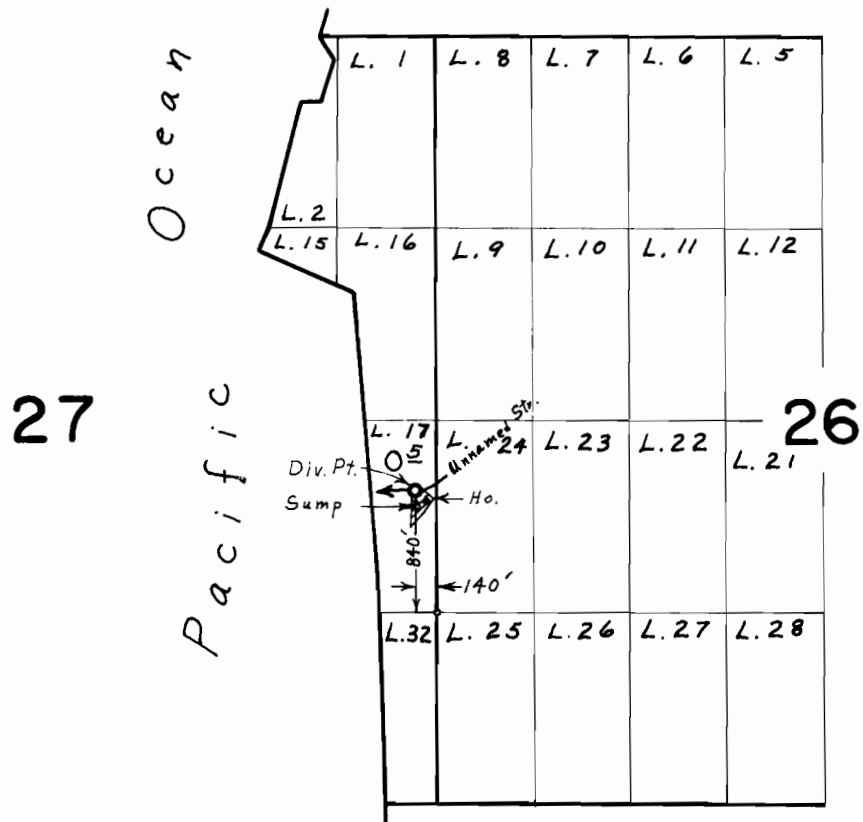 Pacific Ocean
L. 1 L. 8 L. 7 L. 6 L. 5
L. 2
L. 15 L. 16 L. 9 L. 10 L. 11 L. 12
27
26
L. 17 L. 24 L. 23 L. 22 L. 21
5
Unnamed Str.
Div. Pt.
Sump
Ho.
840'
140'
L. 32 L. 25 L. 26 L. 27 L. 28